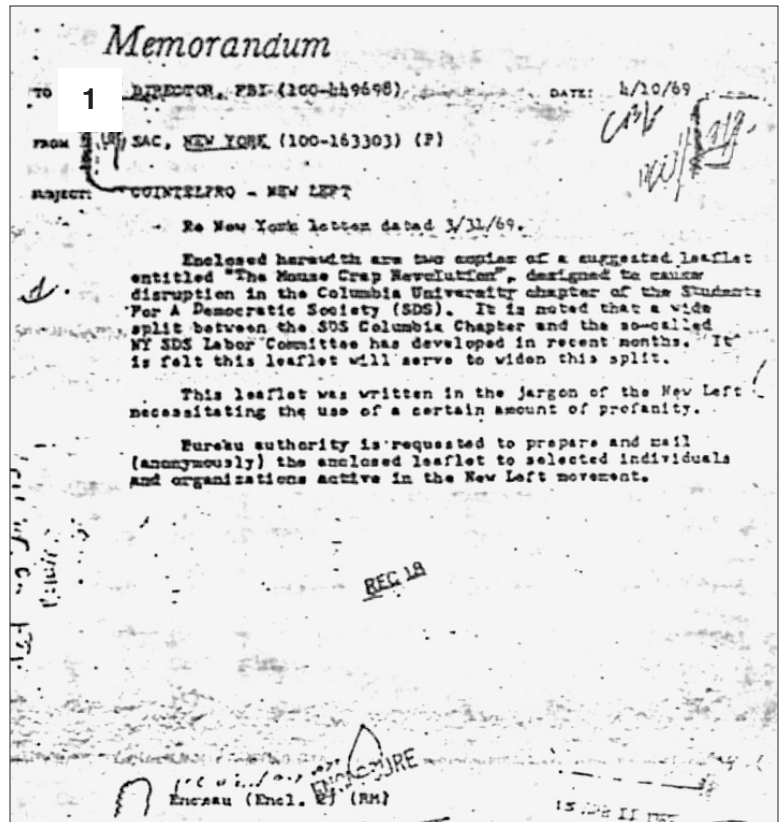 Memorandum
TO
1
DIRECTOR, FBI (100-449698)
DATE: 4/10/69
FROM
SAC, NEW YORK (100-163303) (P)
SUBJECT:
COINTELPRO - NEW LEFT
Re New York letter dated 3/31/69.
Enclosed herewith are two copies of a suggested leaflet
entitled "The Mouse Crap Revolution", designed to cause
disruption in the Columbia University chapter of the Students
For A Democratic Society (SDS). It is noted that a wide
split between the SDS Columbia Chapter and the so-called
NY SDS Labor Committee has developed in recent months. It
is felt this leaflet will serve to widen this split.
This leaflet was written in the jargon of the New Left
necessitating the use of a certain amount of profanity.
Bureau authority is requested to prepare and mail
(anonymously) the enclosed leaflet to selected individuals
and organizations active in the New Left movement.
REC 18
ENCLOSURE
(Encl. 2) (RM)